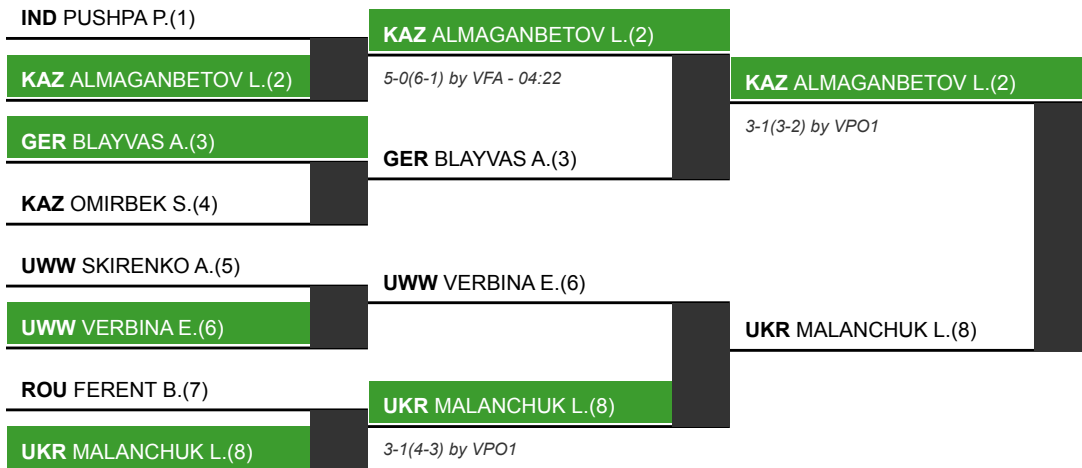 IND PUSHPA P.(1)
KAZ ALMAGANBETOV L.(2)
GER BLAYVAS A.(3)
KAZ OMIRBEK S.(4)
UWW SKIRENKO A.(5)
UWW VERBINA E.(6)
ROU FERENT B.(7)
UKR MALANCHUK L.(8)
KAZ ALMAGANBETOV L.(2)
5-0(6-1) by VFA - 04:22
GER BLAYVAS A.(3)
UWW VERBINA E.(6)
UKR MALANCHUK L.(8)
3-1(4-3) by VPO1
KAZ ALMAGANBETOV L.(2)
3-1(3-2) by VPO1
UKR MALANCHUK L.(8)